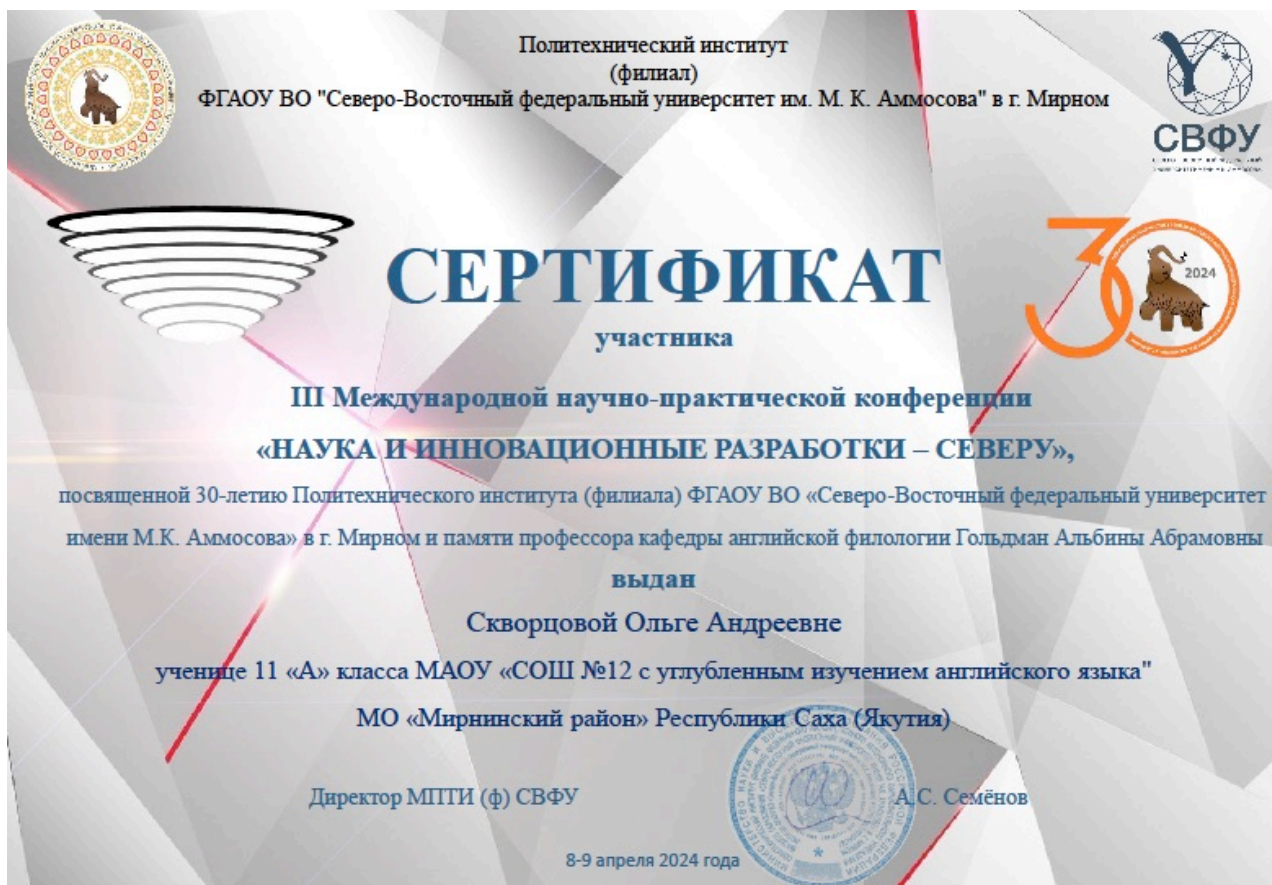 Политехнический институт
(филиал)
ФГАОУ ВО "Северо-Восточный федеральный университет им. М. К. Аммосова" в г. Мирном
СВФУ
СЕРТИФИКАТ
2024
участника
III Международной научно-практической конференции
«НАУКА И ИННОВАЦИОННЫЕ РАЗРАБОТКИ – СЕВЕРУ»,
посвященной 30-летию Политехнического института (филиала) ФГАОУ ВО «Северо-Восточный федеральный университет
имени М.К. Аммосова» в г. Мирном и памяти профессора кафедры английской филологии Гольдман Альбины Абрамовны
выдан
Скворцовой Ольге Андреевне
ученице 11 «А» класса МАОУ «СОШ №12 с углубленным изучением английского языка"
МО «Мирнинский район» Республики Саха (Якутия)
Директор МПТИ (ф) СВФУ
А.С. Семёнов
8-9 апреля 2024 года